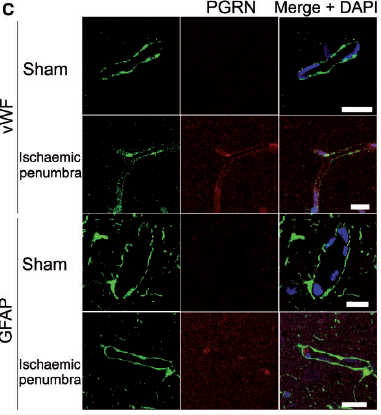 C
PGRN Merge + DAPI
vWF
Sham
Ischaemic
penumbra
GFAP
Sham
Ischaemic
penumbra